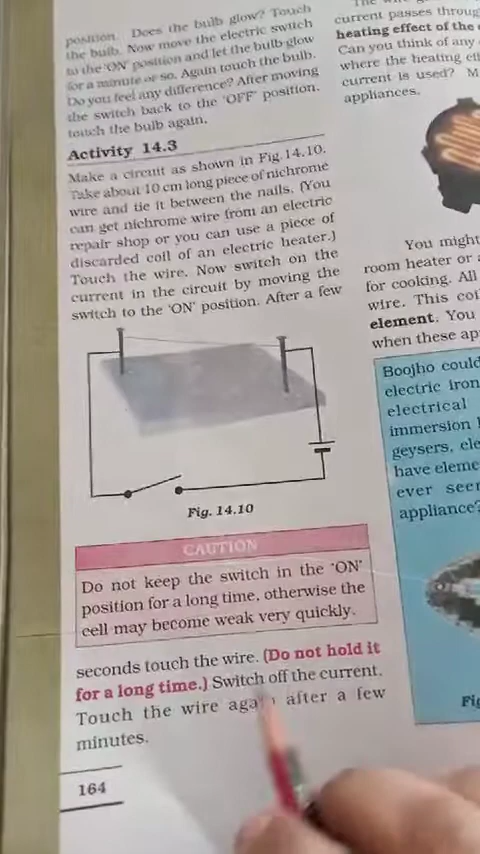 position. Does the bulb glow? Touch
the bulb. Now move the electric switch
to the 'ON' position and let the bulb glow
for a minute or so. Again touch the bulb.
Do you feel any difference? After moving
the switch back to the 'OFF' position,
touch the bulb again.
Activity 14.3
Make a circuit as shown in Fig.14.10.
Take about 10 cm long piece of nichrome
wire and tie it between the nails. (You
can get nichrome wire from an electric
repair shop or you can use a piece of
discarded coil of an electric heater.)
Touch the wire. Now switch on the
current in the circuit by moving the
switch to the 'ON' position. After a few
Fig. 14.10
CAUTION
Do not keep the switch in the 'ON'
position for a long time, otherwise the
cell may become weak very quickly.
seconds touch the wire. (Do not hold it
for a long time.) Switch off the current.
Touch the wire again after a few
minutes.
164
current passes
heating effect of the
Can you think of any
where the heating
current is used?
appliances.
You might
room heater or
for cooking. All
wire. This
element. You
when these
Boojho could
electric iron
electrical
immersion
geysers,
have
ever
appliance?